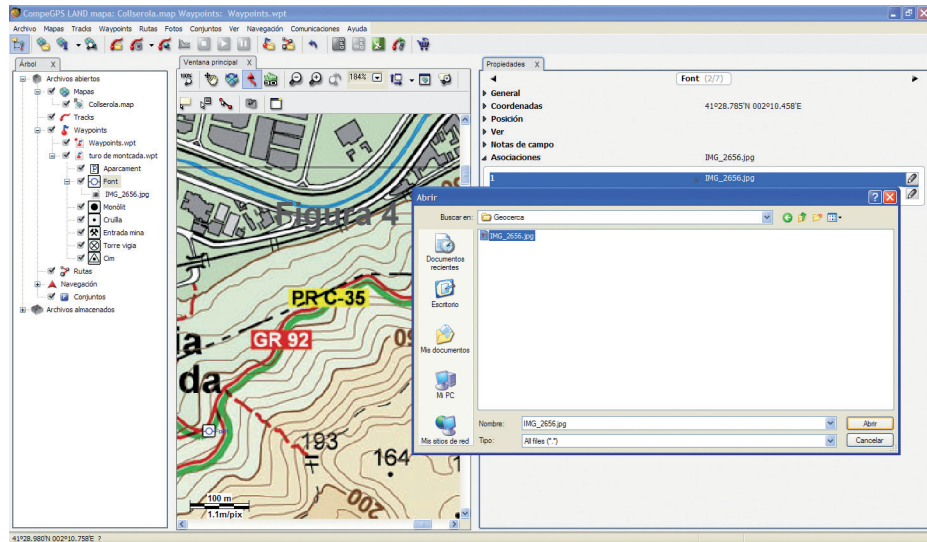 CompeGPS LAND mapa: Collserola.map Waypoints: Waypoints.wpt
Archivo Mapas Tracks Waypoints Rutas Fotos Conjuntos Ver Navegación Comunicaciones Ayuda
Árbol X
Archivos abiertos
Mapas
Collserola.map
Tracks
Waypoints
Waypoints.wpt
turo de montcada.wpt
Aparcament
Font
IMG_2656.jpg
Monòlit
Cruïlla
Entrada mina
Torre vigia
Cim
Rutas
Navegación
Conjuntos
Archivos almacenados
Ventana principal X
100%
184%
Figura 4
PR C-35
GR 92
ia
da
00
193
164
1
200
100 m
1.1m/pix
Propiedades X
Font (2/7)
General
Coordenadas 41º28.785'N 002º10.458'E
Posición
Ver
Notas de campo
Asociaciones IMG_2656.jpg
1 IMG_2656.jpg
Abrir
Buscar en: Geocerca
IMG_2656.jpg
Documentos recientes
Escritorio
Mis documentos
Mi PC
Mis sitios de red
Nombre: IMG_2656.jpg Abrir
Tipo: All files (*.*) Cancelar
41º28.980'N 002º10.758'E ?